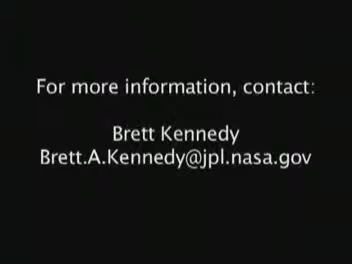 For more information, contact:
Brett Kennedy
Brett.A.Kennedy@jpl.nasa.gov